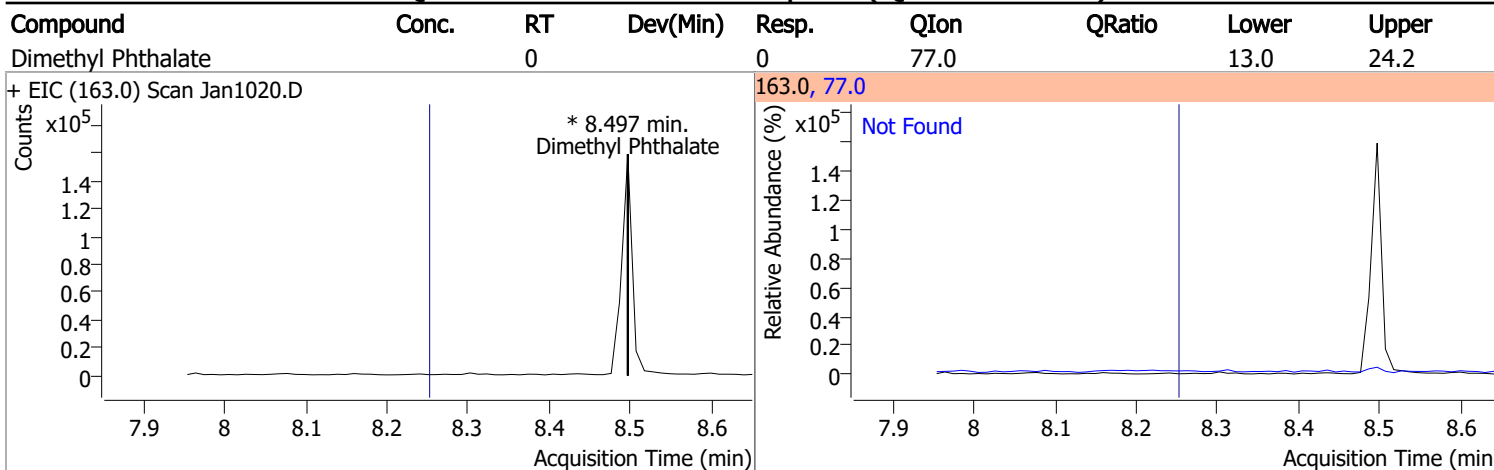 Compound Conc. RT Dev(Min) Resp. QIon QRatio Lower Upper
Dimethyl Phthalate 0 0 77.0 13.0 24.2
+ EIC (163.0) Scan Jan1020.D
Counts
x10⁵
* 8.497 min.
Dimethyl Phthalate
1.4
1.2
1
0.8
0.6
0.4
0.2
0
7.9 8 8.1 8.2 8.3 8.4 8.5 8.6
Acquisition Time (min)
163.0, 77.0
Relative Abundance (%)
x10⁵
Not Found
1.4
1.2
1
0.8
0.6
0.4
0.2
0
7.9 8 8.1 8.2 8.3 8.4 8.5 8.6
Acquisition Time (min